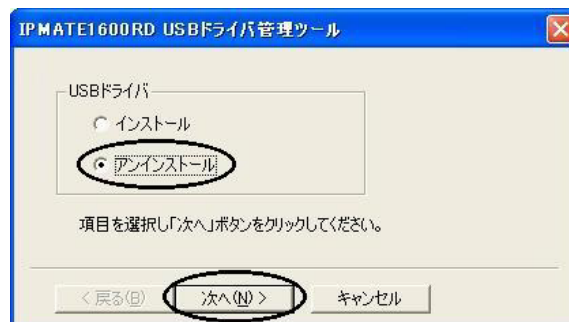 IPMATE1600RD USBドライバ管理ツール
USBドライバ
インストール
アンインストール
項目を選択し「次へ」ボタンをクリックしてください。
< 戻る(B) 次へ(N) > キャンセル